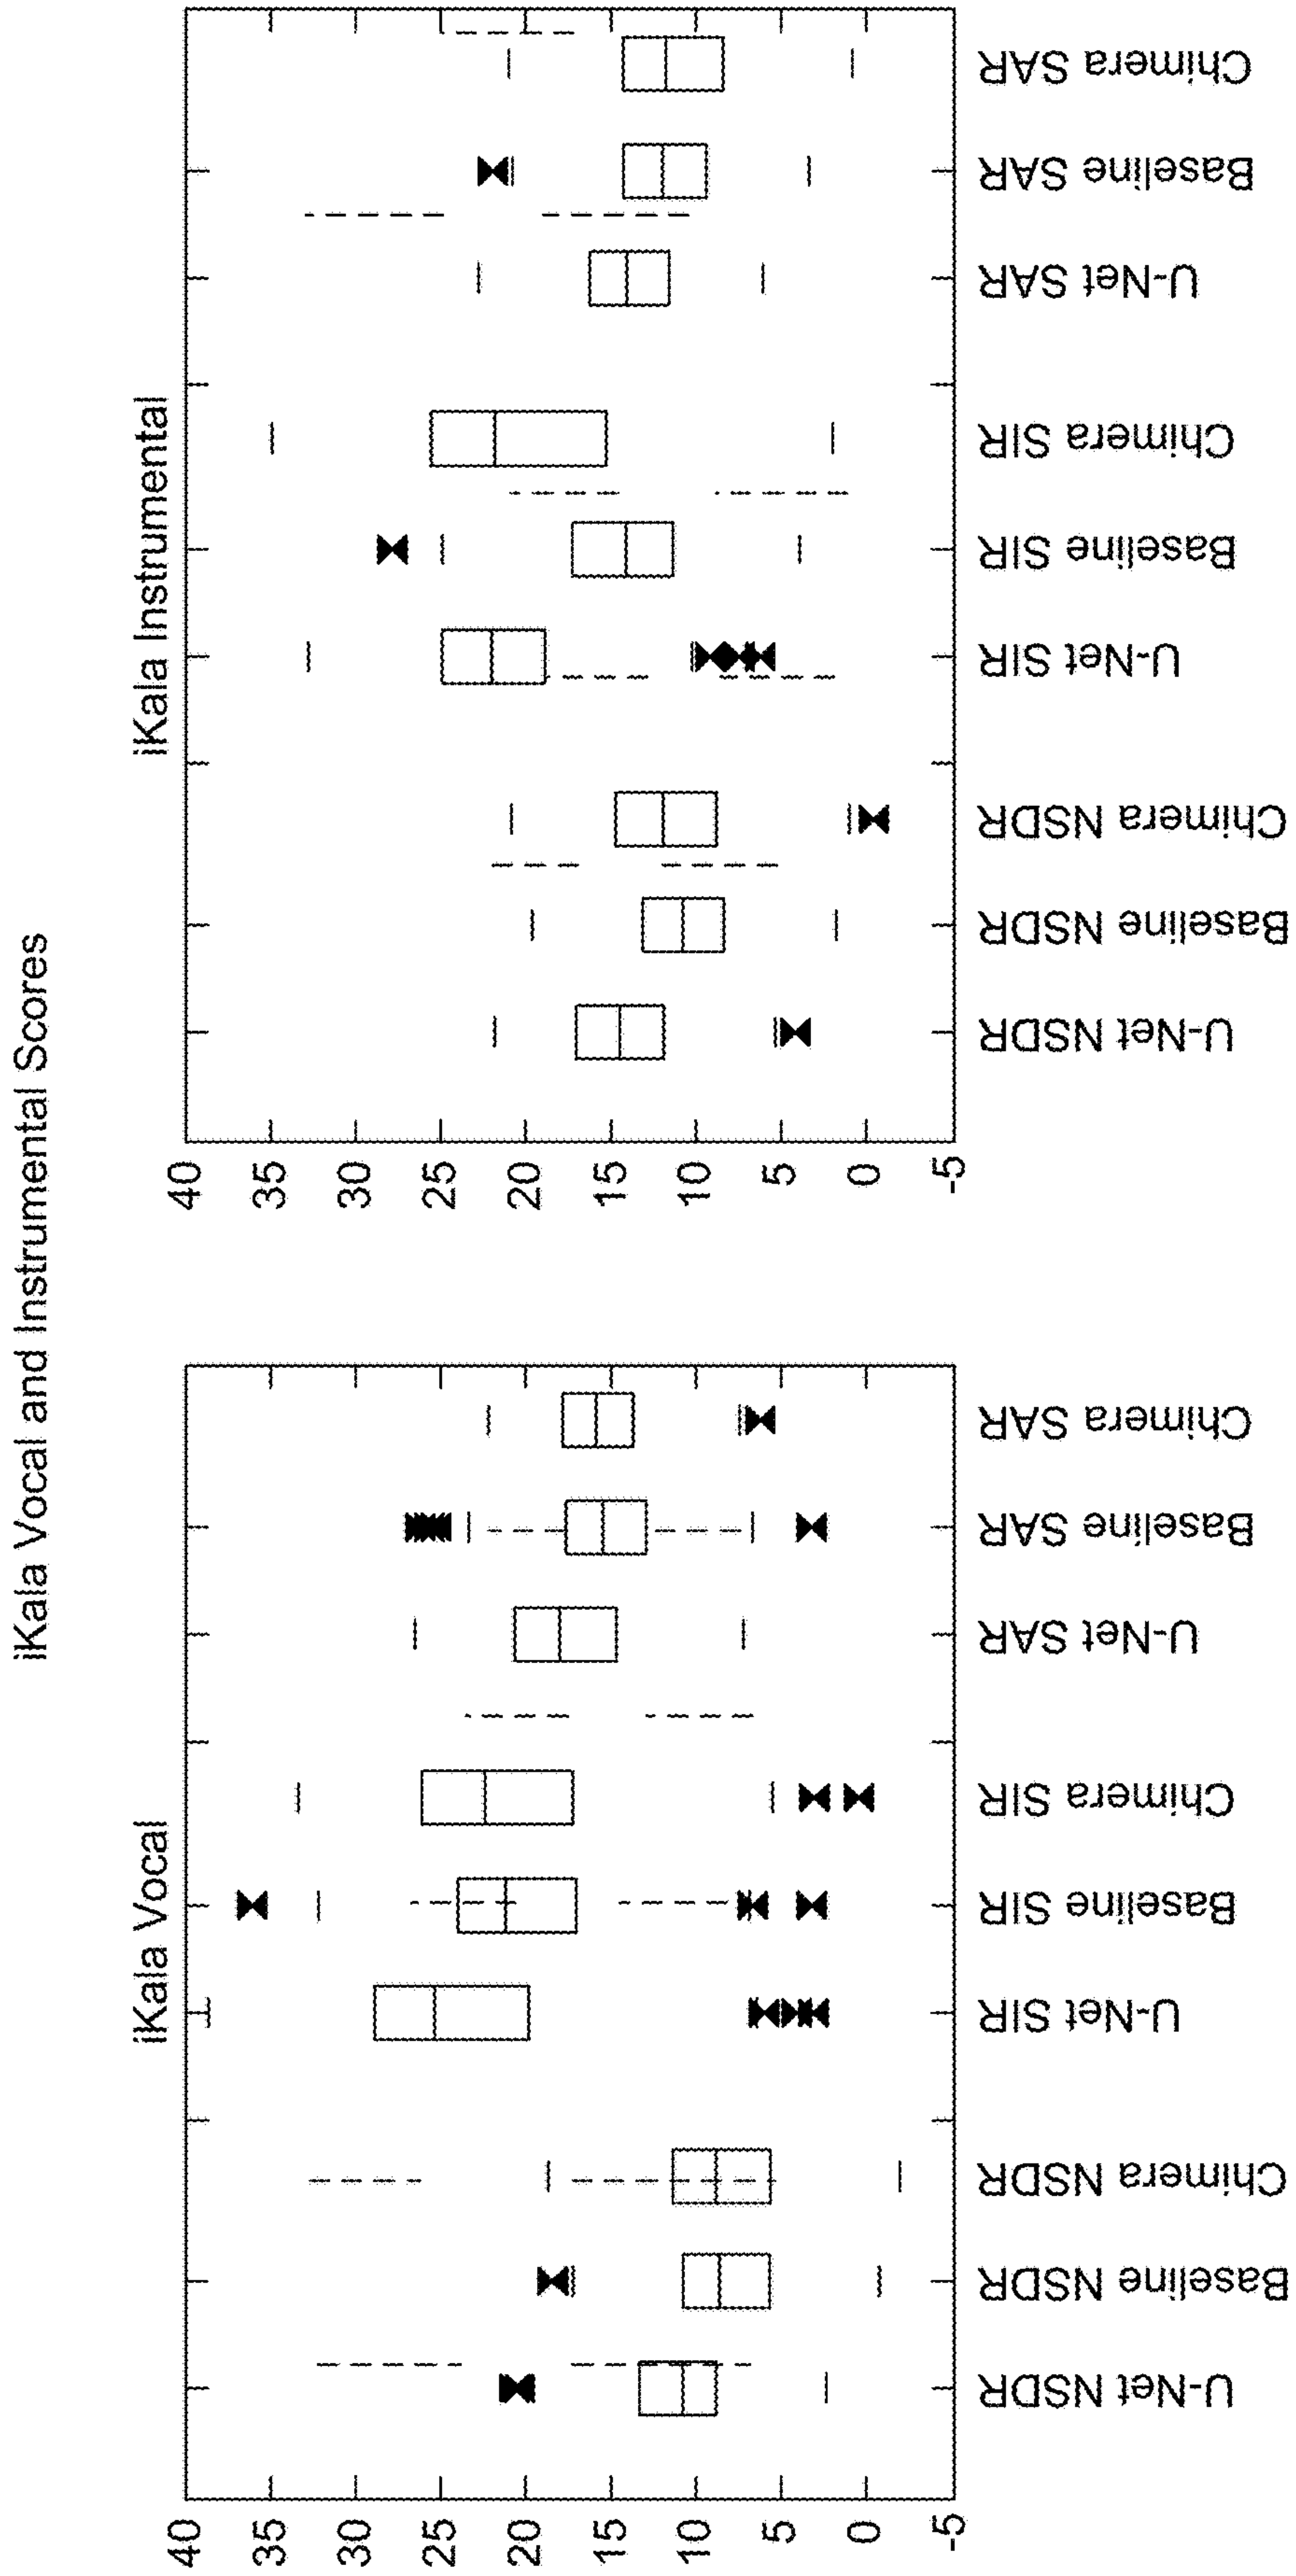 iKala Vocal and Instrumental Scores
iKala Vocal
40
35
30
25
20
15
10
5
0
-5
U-Net NSDR
Baseline NSDR
Chimera NSDR
U-Net SIR
Baseline SIR
Chimera SIR
U-Net SAR
Baseline SAR
Chimera SAR
iKala Instrumental
40
35
30
25
20
15
10
5
0
-5
U-Net NSDR
Baseline NSDR
Chimera NSDR
U-Net SIR
Baseline SIR
Chimera SIR
U-Net SAR
Baseline SAR
Chimera SAR